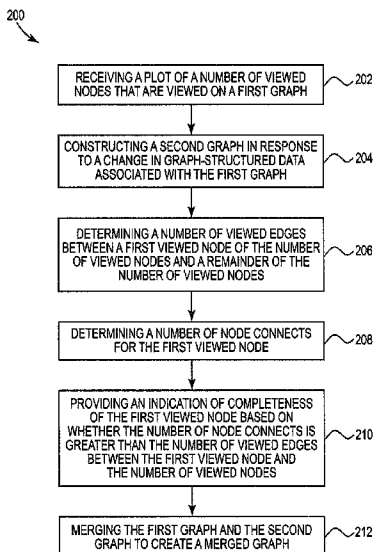 200
RECEIVING A PLOT OF A NUMBER OF VIEWED
NODES THAT ARE VIEWED ON A FIRST GRAPH
202
CONSTRUCTING A SECOND GRAPH IN RESPONSE
TO A CHANGE IN GRAPH-STRUCTURED DATA
ASSOCIATED WITH THE FIRST GRAPH
204
DETERMINING A NUMBER OF VIEWED EDGES
BETWEEN A FIRST VIEWED NODE OF THE NUMBER
OF VIEWED NODES AND A REMAINDER OF THE
NUMBER OF VIEWED NODES
206
DETERMINING A NUMBER OF NODE CONNECTS
FOR THE FIRST VIEWED NODE
208
PROVIDING AN INDICATION OF COMPLETENESS
OF THE FIRST VIEWED NODE BASED ON
WHETHER THE NUMBER OF NODE CONNECTS IS
GREATER THAN THE NUMBER OF VIEWED EDGES
BETWEEN THE FIRST VIEWED NODE AND
THE NUMBER OF VIEWED NODES
210
MERGING THE FIRST GRAPH AND THE SECOND
GRAPH TO CREATE A MERGED GRAPH
212